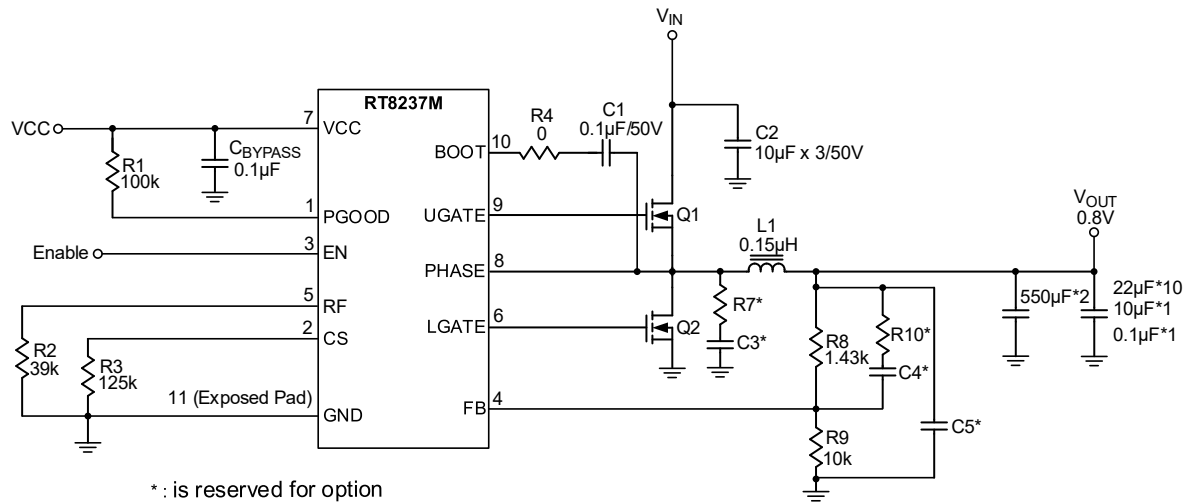 V_IN
RT8237M
VCC
7
VCC
R1
100k
C_BYPASS
0.1µF
1
PGOOD
Enable
3
EN
5
RF
2
CS
R2
39k
R3
125k
11 (Exposed Pad)
GND
BOOT
10
R4
0
C1
0.1µF/50V
C2
10µF x 3/50V
UGATE
9
Q1
PHASE
8
L1
0.15µH
V_OUT
0.8V
LGATE
6
Q2
R7*
C3*
R8
1.43k
R10*
C4*
C5*
550µF*2
22µF*10
10µF*1
0.1µF*1
FB
4
R9
10k
* : is reserved for option